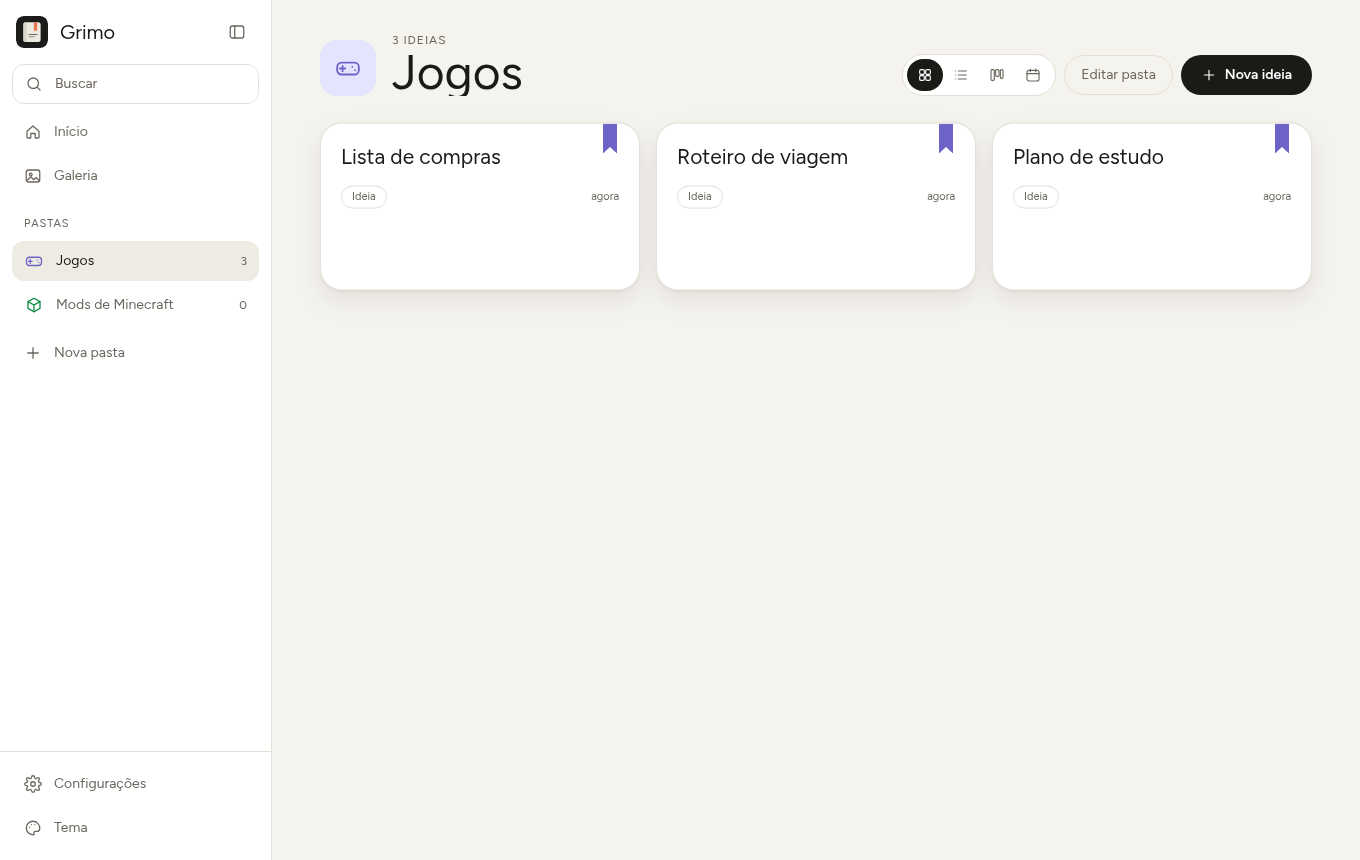 Grimo
Buscar
Início
Galeria
PASTAS
Jogos 3
Mods de Minecraft 0
Nova pasta
Configurações
Tema
3 IDEIAS
Jogos
Editar pasta
Nova ideia
Lista de compras
Ideia agora
Roteiro de viagem
Ideia agora
Plano de estudo
Ideia agora